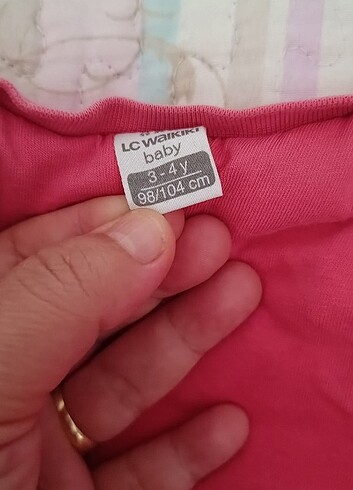 LC WAIKIKI
baby
3 - 4 y
98/104 cm